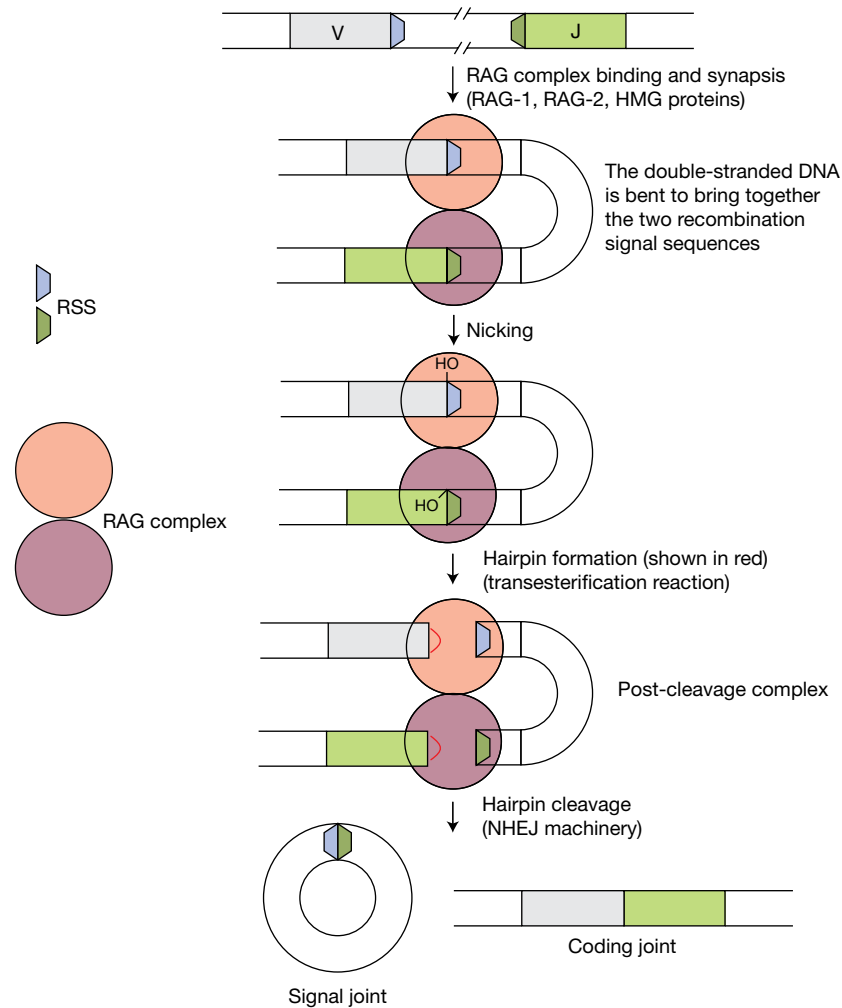 V
J
RAG complex binding and synapsis
(RAG-1, RAG-2, HMG proteins)
The double-stranded DNA
is bent to bring together
the two recombination
signal sequences
RSS
Nicking
HO
HO
RAG complex
Hairpin formation (shown in red)
(transesterification reaction)
Post-cleavage complex
Hairpin cleavage
(NHEJ machinery)
Coding joint
Signal joint